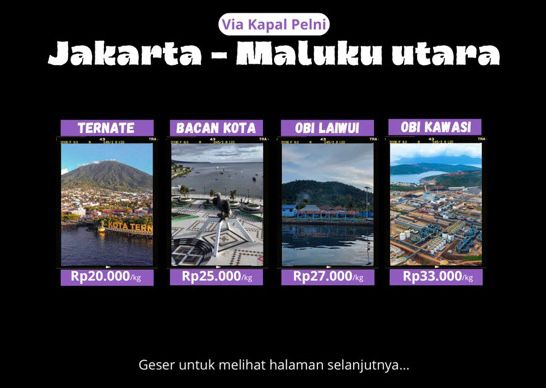 Via Kapal Pelni
Jakarta - Maluku utara
TERNATE
BACAN KOTA
OBI LAIWUI
OBI KAWASI
KOTA TERN
Rp20.000/kg
Rp25.000/kg
Rp27.000/kg
Rp33.000/kg
Geser untuk melihat halaman selanjutnya...